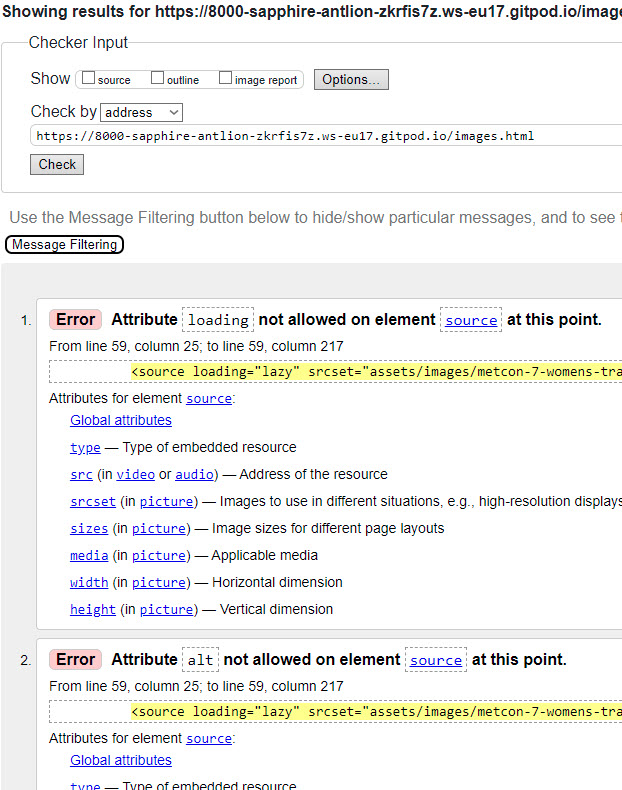 Showing results for https://8000-sapphire-antlion-zkrfis7z.ws-eu17.gitpod.io/image
Checker Input
Show source outline image report Options...
Check by address
https://8000-sapphire-antlion-zkrfis7z.ws-eu17.gitpod.io/images.html
Check
Use the Message Filtering button below to hide/show particular messages, and to see t
Message Filtering
1. Error Attribute loading not allowed on element source at this point.
From line 59, column 25; to line 59, column 217
<source loading="lazy" srcset="assets/images/metcon-7-womens-tra
Attributes for element source:
Global attributes
type — Type of embedded resource
src (in video or audio) — Address of the resource
srcset (in picture) — Images to use in different situations, e.g., high-resolution displays
sizes (in picture) — Image sizes for different page layouts
media (in picture) — Applicable media
width (in picture) — Horizontal dimension
height (in picture) — Vertical dimension
2. Error Attribute alt not allowed on element source at this point.
From line 59, column 25; to line 59, column 217
<source loading="lazy" srcset="assets/images/metcon-7-womens-tra
Attributes for element source:
Global attributes
type — Type of embedded resource